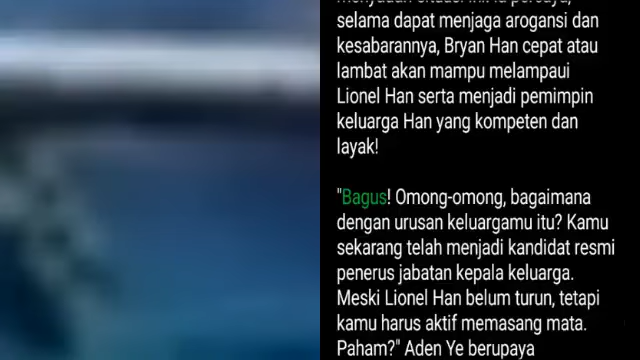 selama dapat menjaga arogansi dan
kesabarannya, Bryan Han cepat atau
lambat akan mampu melampaui
Lionel Han serta menjadi pemimpin
keluarga Han yang kompeten dan
layak!
"Bagus! Omong-omong, bagaimana
dengan urusan keluargamu itu? Kamu
sekarang telah menjadi kandidat resmi
penerus jabatan kepala keluarga.
Meski Lionel Han belum turun, tetapi
kamu harus aktif memasang mata.
Paham?" Aden Ye berupaya